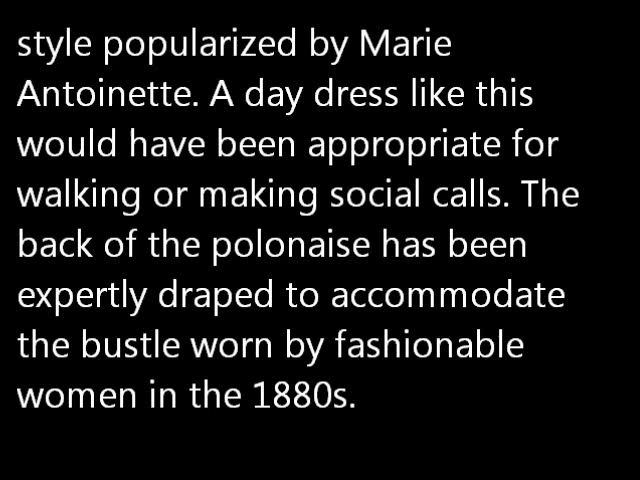 style popularized by Marie
Antoinette. A day dress like this
would have been appropriate for
walking or making social calls. The
back of the polonaise has been
expertly draped to accommodate
the bustle worn by fashionable
women in the 1880s.